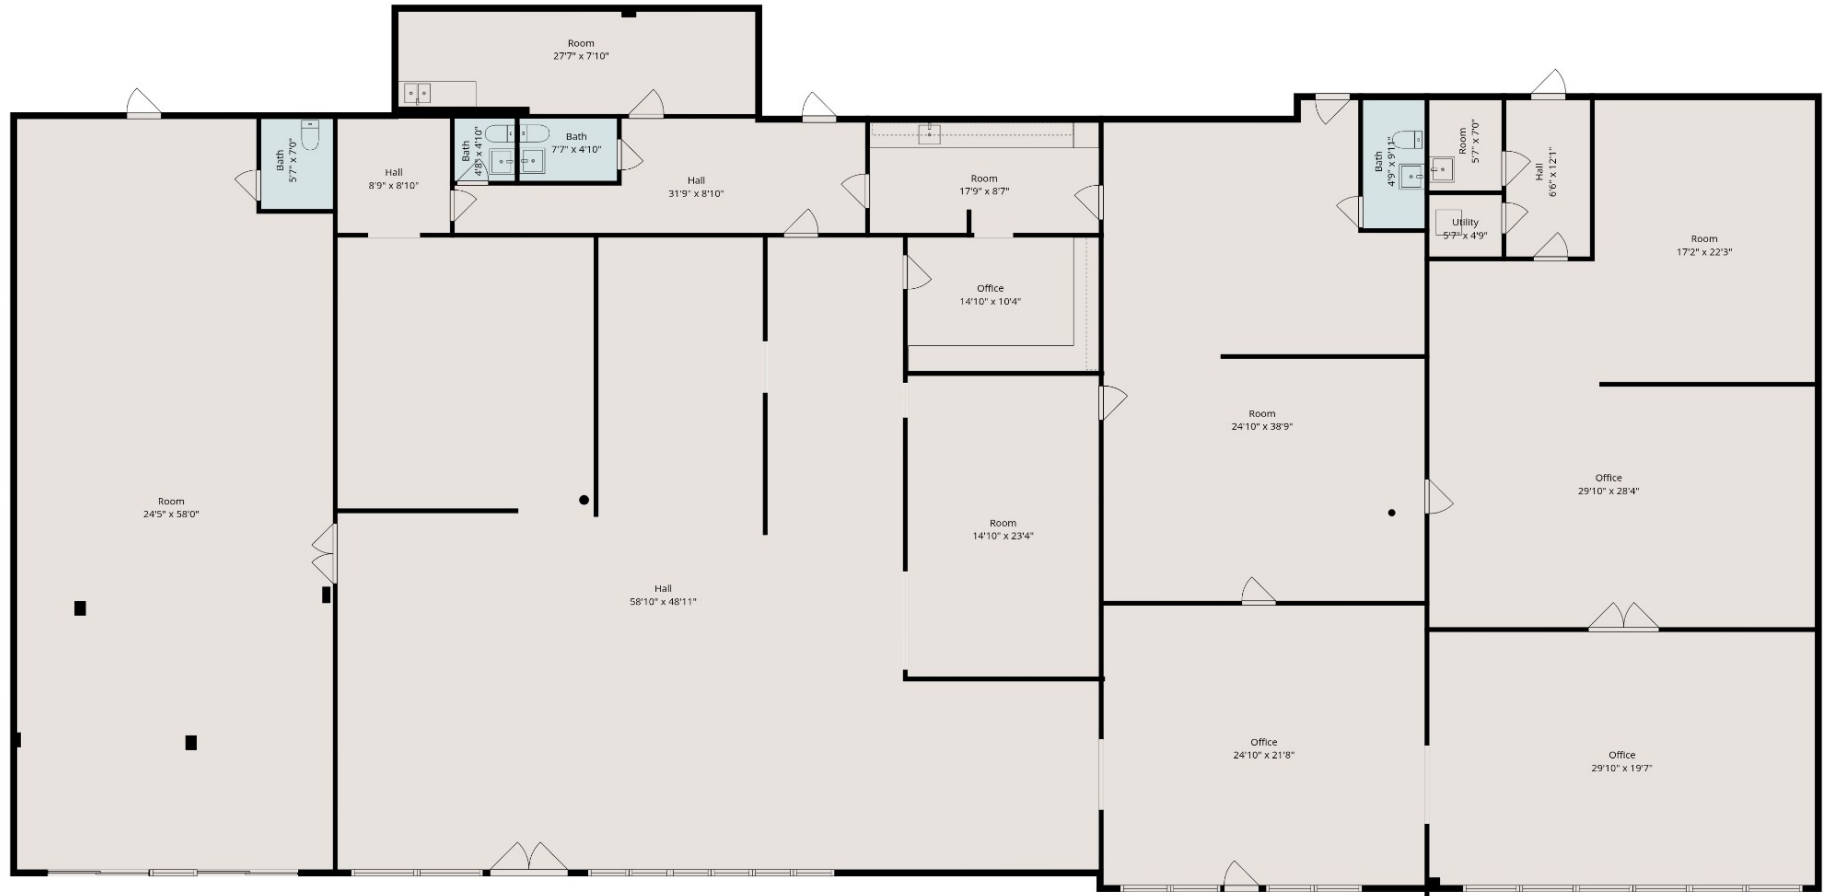 Room
27'7" x 7'10"
Bath
5'7" x 7'0"
Hall
8'9" x 8'10"
Bath
4'8" x 4'10"
Bath
7'7" x 4'10"
Hall
31'9" x 8'10"
Room
17'9" x 8'7"
Bath
4'9" x 9'11"
Room
5'7" x 7'0"
Hall
6'6" x 12'1"
Utility
5'7" x 4'9"
Room
17'2" x 22'3"
Office
14'10" x 10'4"
Room
24'10" x 38'9"
Office
29'10" x 28'4"
Room
24'5" x 58'0"
Room
14'10" x 23'4"
Hall
58'10" x 48'11"
Office
24'10" x 21'8"
Office
29'10" x 19'7"